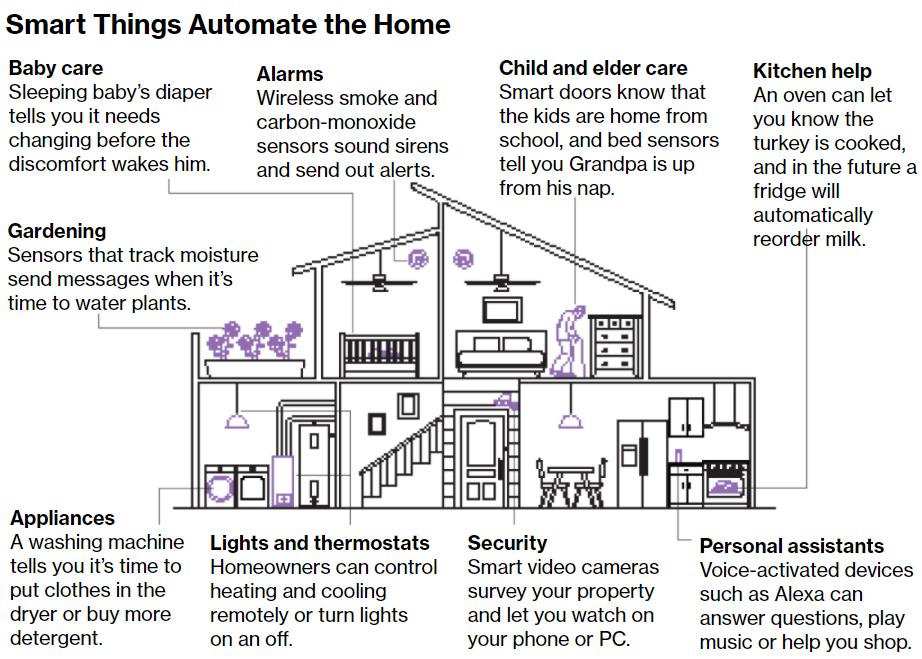 Smart Things Automate the Home
Baby care
Sleeping baby's diaper
tells you it needs
changing before the
discomfort wakes him.
Alarms
Wireless smoke and
carbon-monoxide
sensors sound sirens
and send out alerts.
Child and elder care
Smart doors know that
the kids are home from
school, and bed sensors
tell you Grandpa is up
from his nap.
Kitchen help
An oven can let
you know the
turkey is cooked,
and in the future a
fridge will
automatically
reorder milk.
Gardening
Sensors that track moisture
send messages when it's
time to water plants.
Appliances
A washing machine
tells you it's time to
put clothes in the
dryer or buy more
detergent.
Lights and thermostats
Homeowners can control
heating and cooling
remotely or turn lights
on an off.
Security
Smart video cameras
survey your property
and let you watch on
your phone or PC.
Personal assistants
Voice-activated devices
such as Alexa can
answer questions, play
music or help you shop.